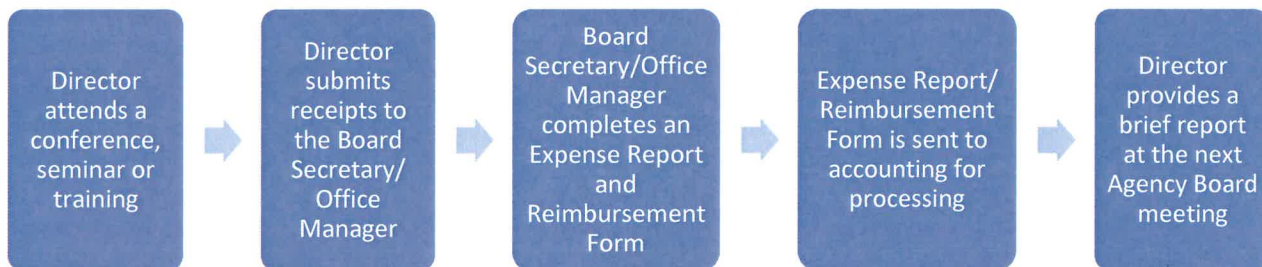 Director
attends a
conference,
seminar or
training
Director
submits
receipts to
the Board
Secretary/
Office
Manager
Board
Secretary/Office
Manager
completes an
Expense Report
and
Reimbursement
Form
Expense Report/
Reimbursement
Form is sent to
accounting for
processing
Director
provides a
brief report
at the next
Agency Board
meeting